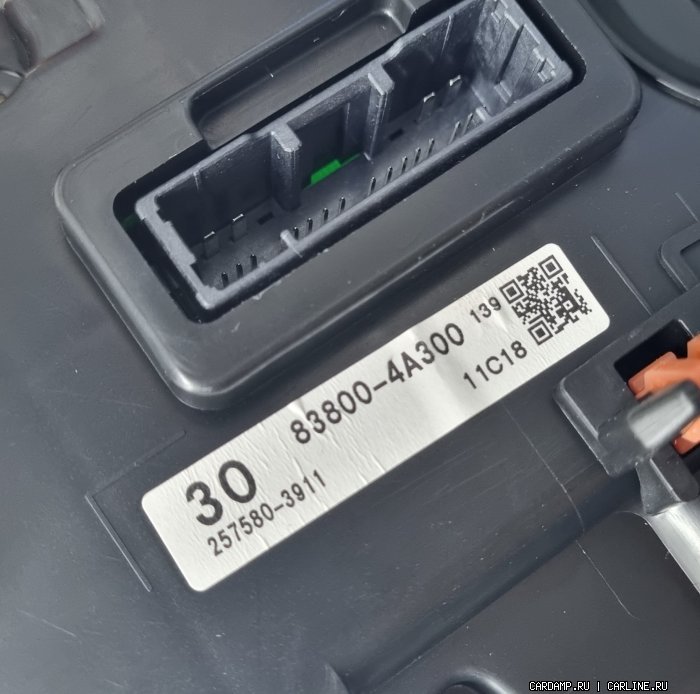 83800-4A300 139
11C18
30
257580-3911
CARDAMP.RU | CARLINE.RU